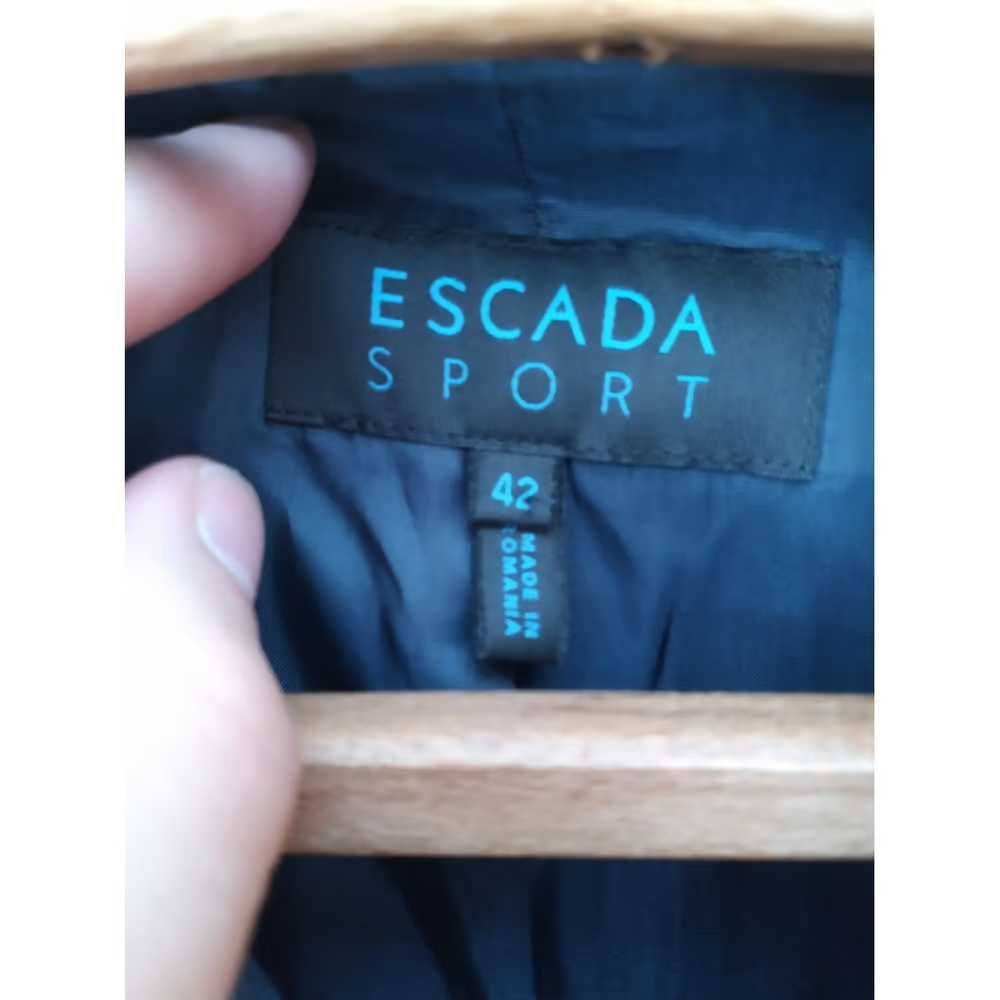 ESCADA
SPORT
42
MADE IN
ROMANIA